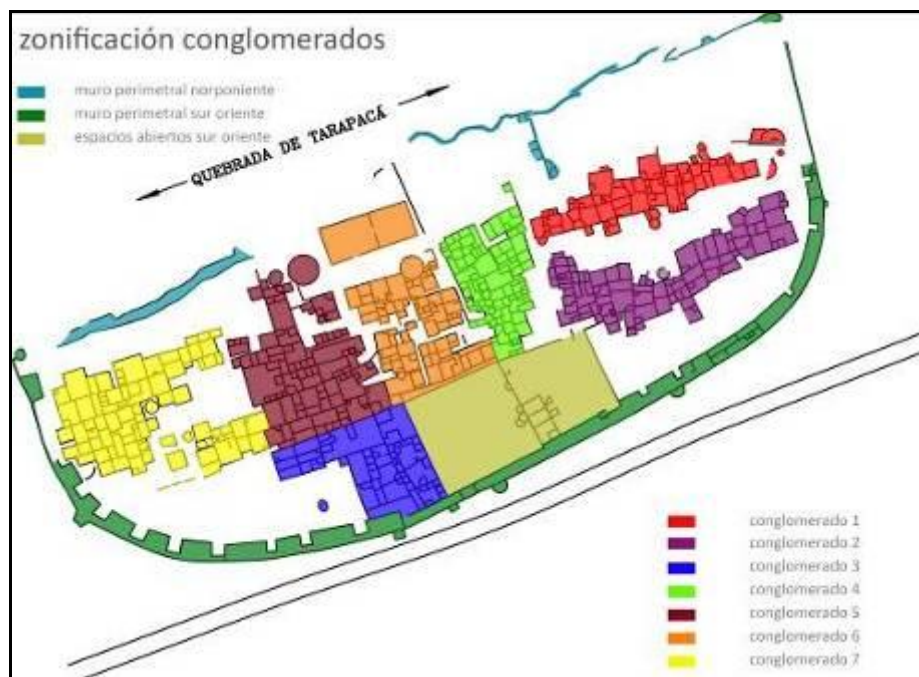 zonificación conglomerados
muro perimetral norponiente
muro perimetral sur oriente
espacios abiertos sur oriente
QUEBRADA DE TARAPACÁ
conglomerado 1
conglomerado 2
conglomerado 3
conglomerado 4
conglomerado 5
conglomerado 6
conglomerado 7